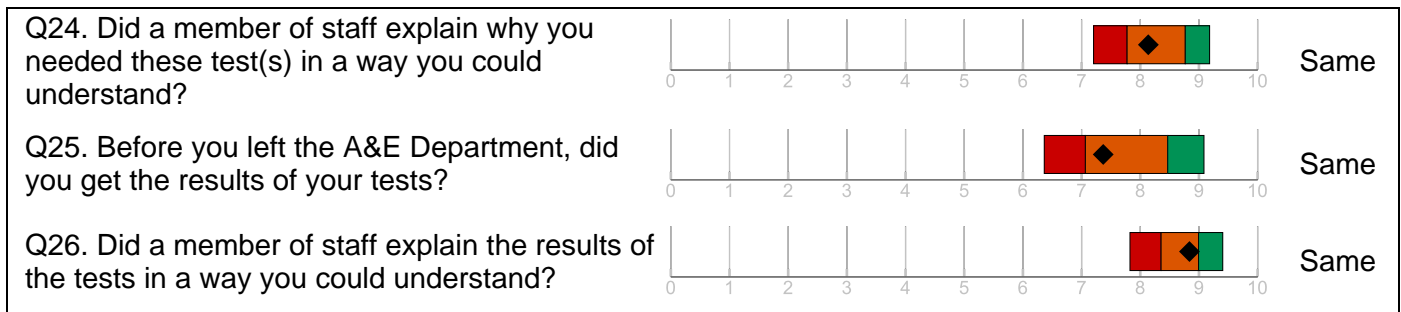 Q24. Did a member of staff explain why you
needed these test(s) in a way you could
understand?
0 1 2 3 4 5 6 7 8 9 10
Same
Q25. Before you left the A&E Department, did
you get the results of your tests?
0 1 2 3 4 5 6 7 8 9 10
Same
Q26. Did a member of staff explain the results of
the tests in a way you could understand?
0 1 2 3 4 5 6 7 8 9 10
Same